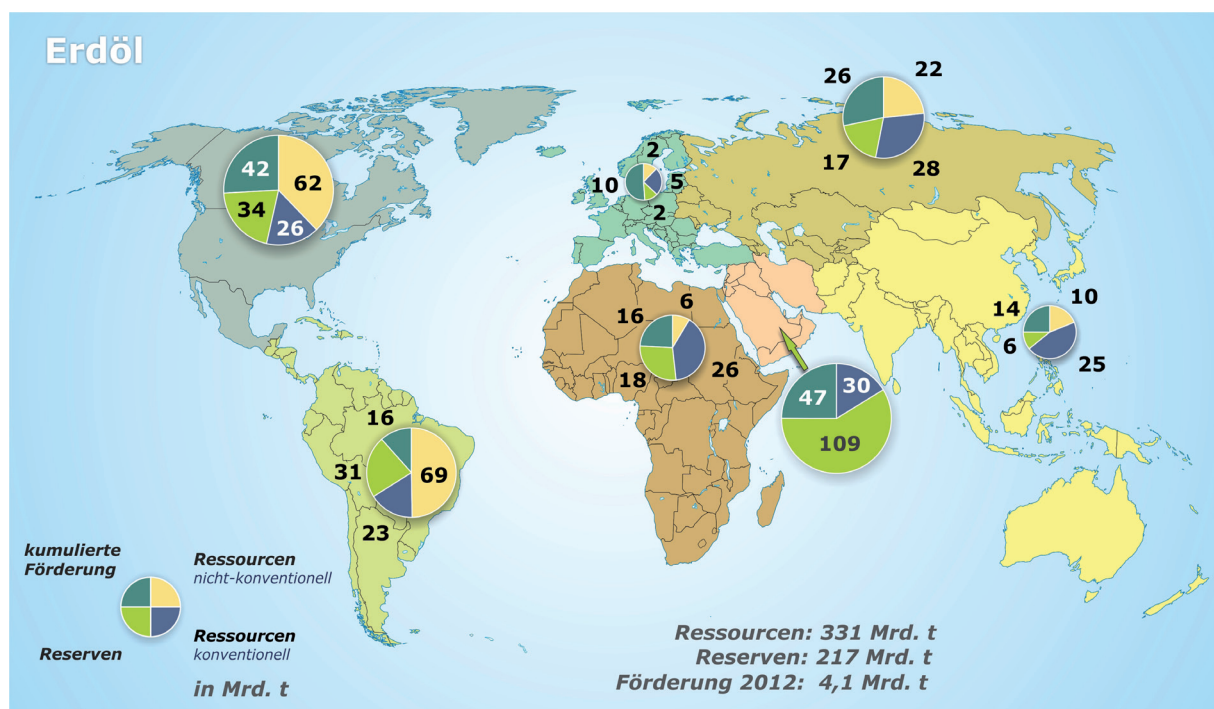 Erdöl
42
62
34
26
26
22
17
28
2
10
5
2
16
6
18
26
14
10
6
25
47
30
109
16
31
69
23
kumulierte
Förderung
Ressourcen
nicht-konventionell
Reserven
Ressourcen
konventionell
in Mrd. t
Ressourcen: 331 Mrd. t
Reserven: 217 Mrd. t
Förderung 2012: 4,1 Mrd. t